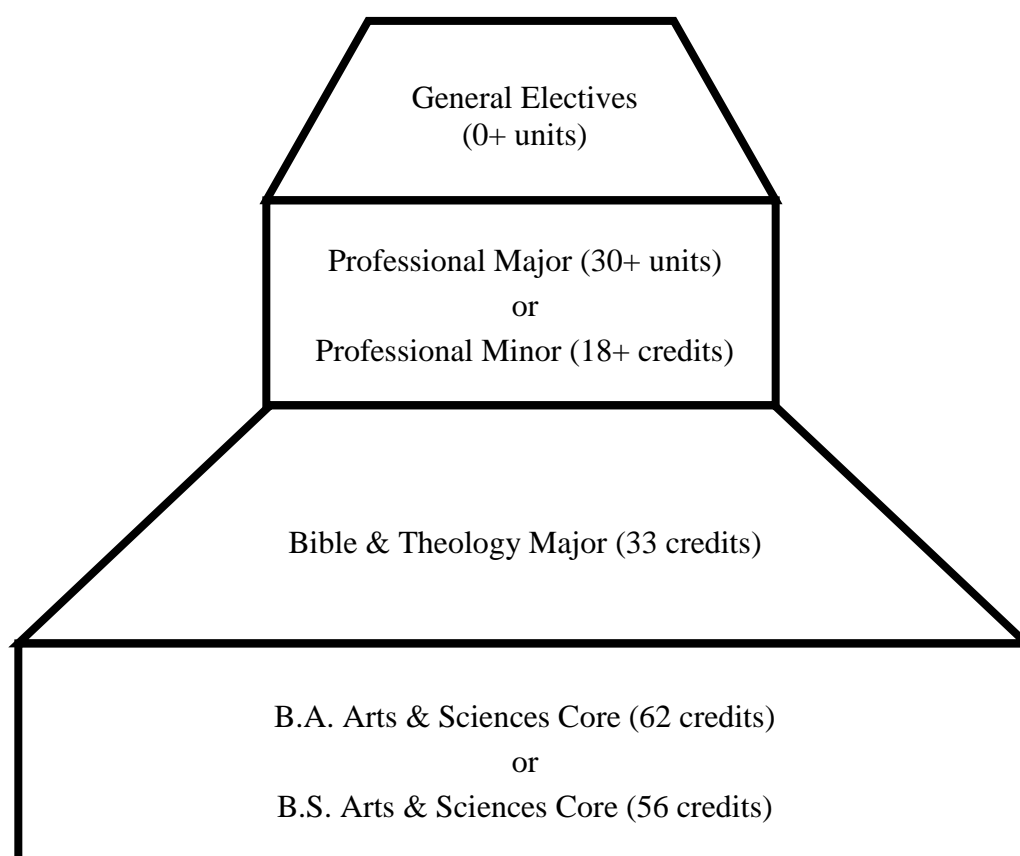 General Electives
(0+ units)
Professional Major (30+ units)
or
Professional Minor (18+ credits)
Bible & Theology Major (33 credits)
B.A. Arts & Sciences Core (62 credits)
or
B.S. Arts & Sciences Core (56 credits)